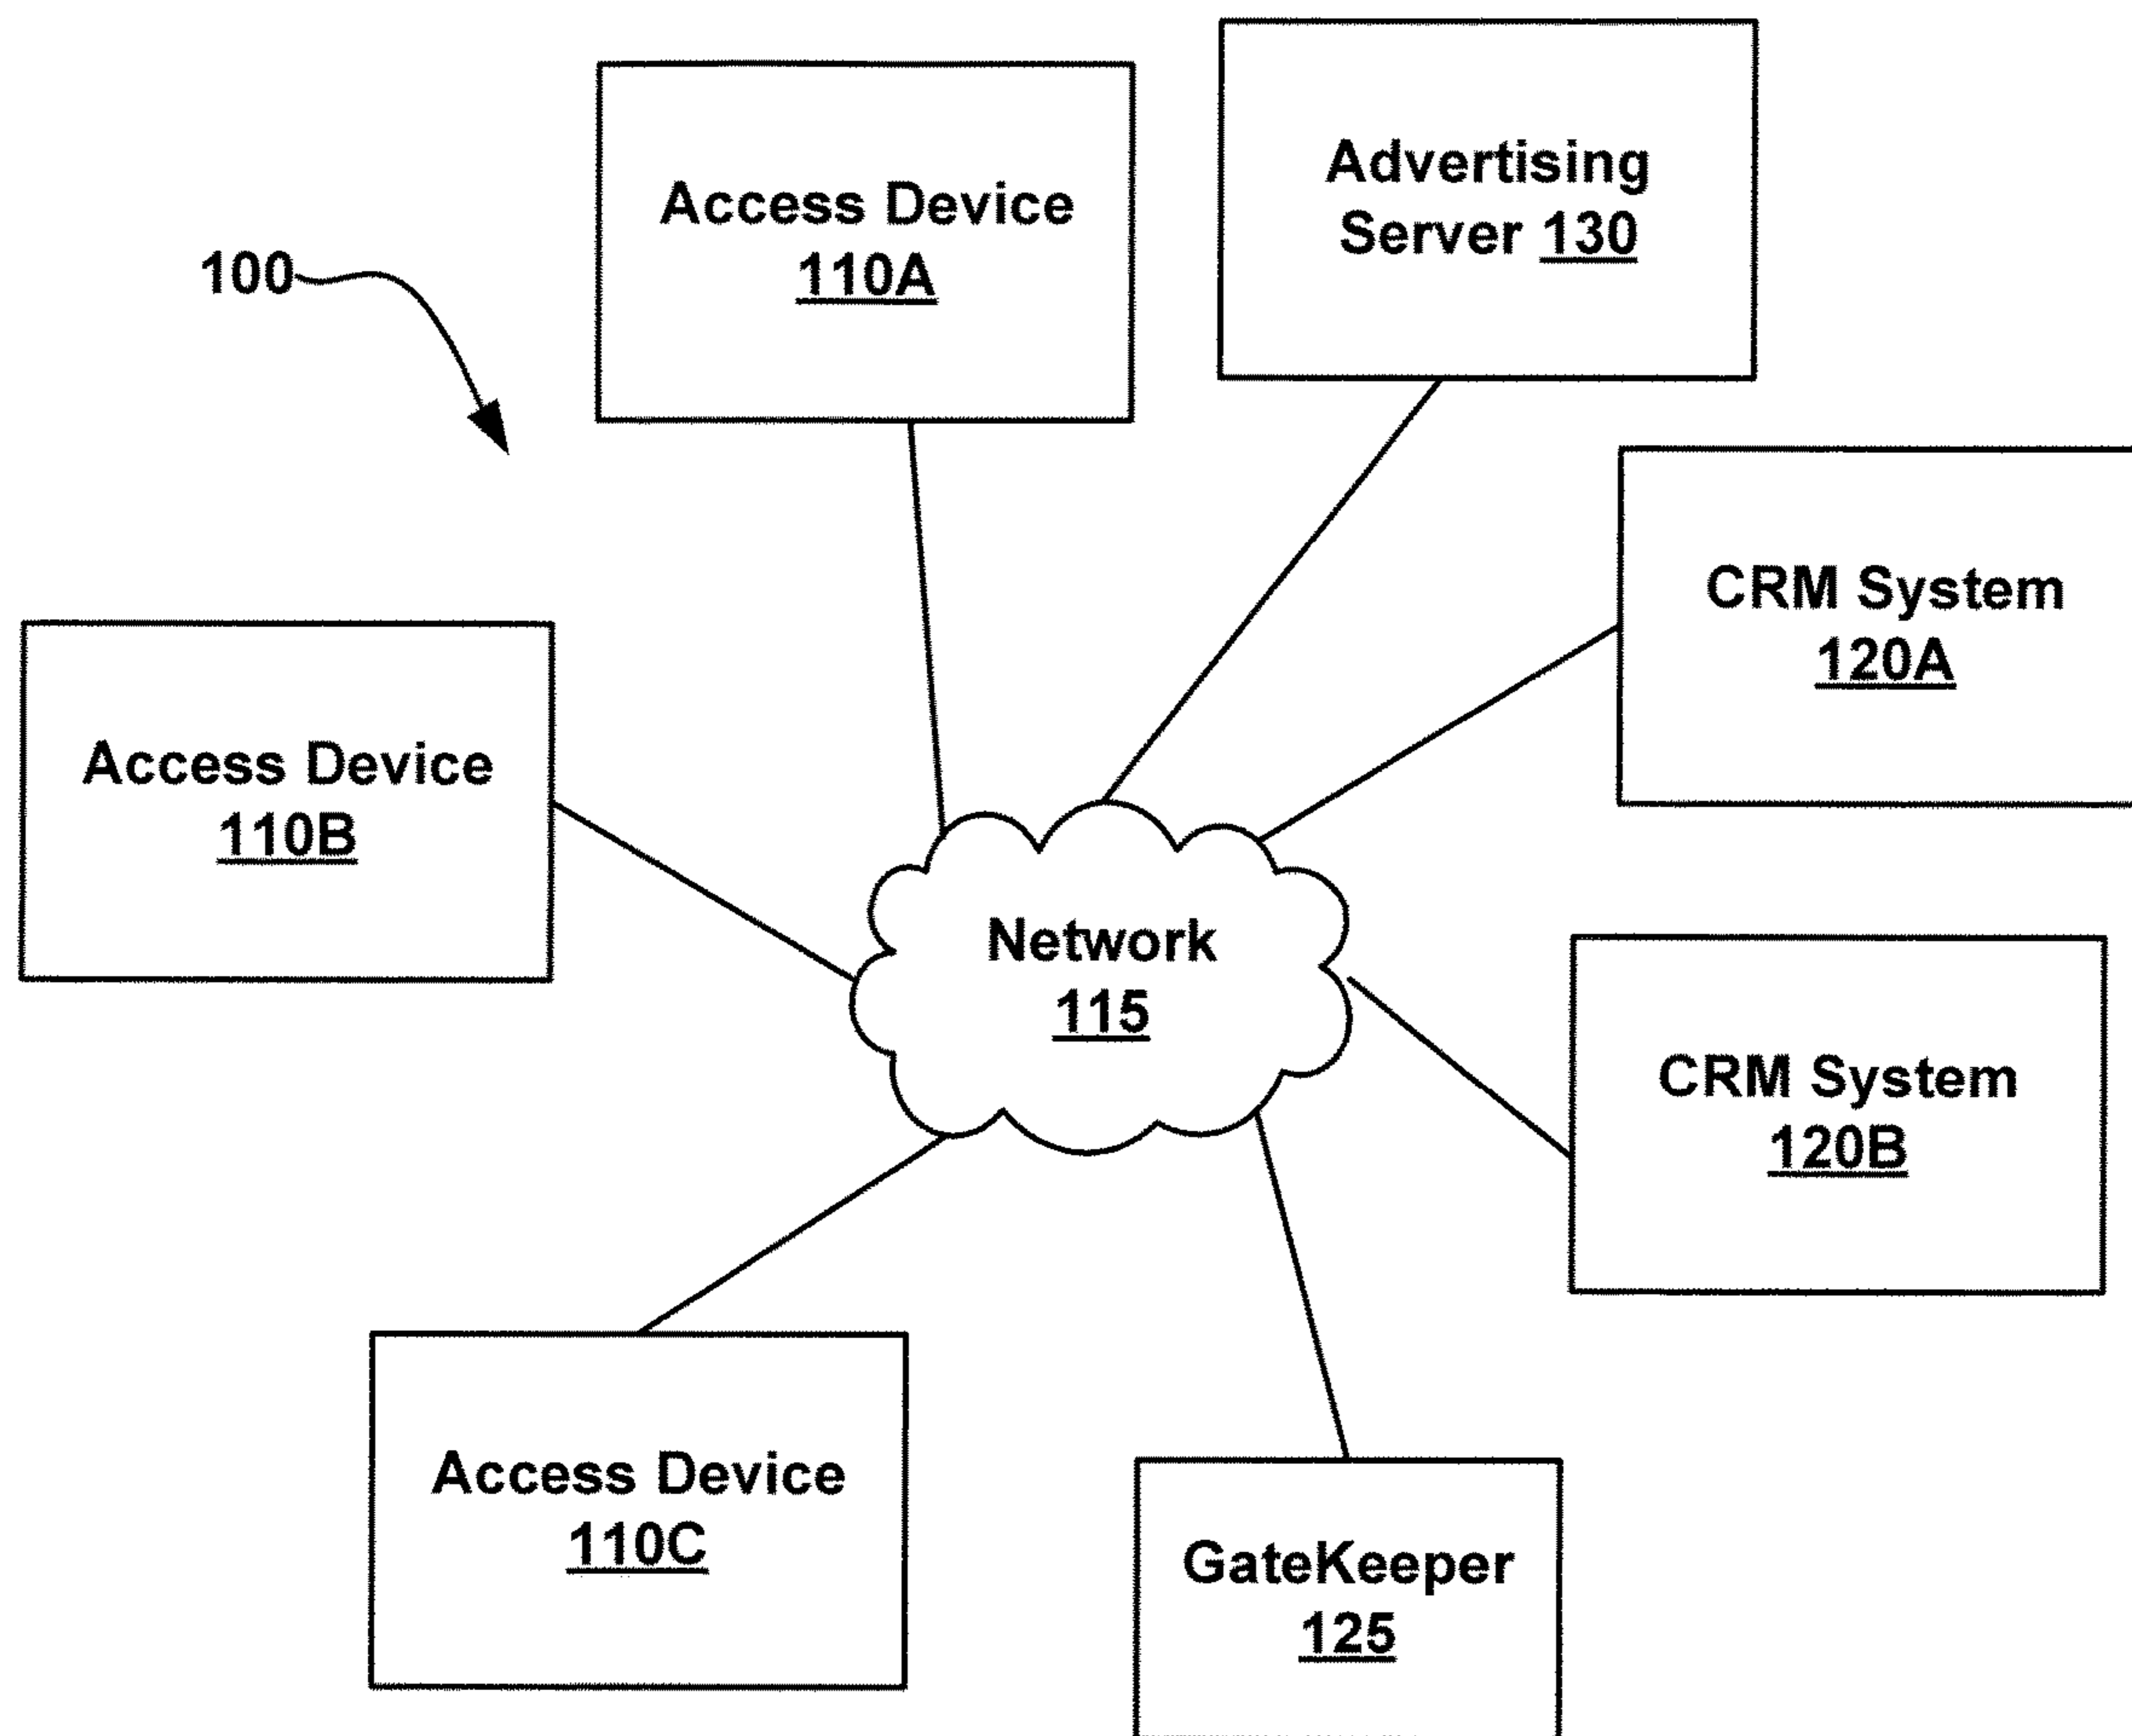 Advertising
Server 130
Access Device
110A
100
CRM System
120A
Access Device
110B
Network
115
CRM System
120B
Access Device
110C
GateKeeper
125